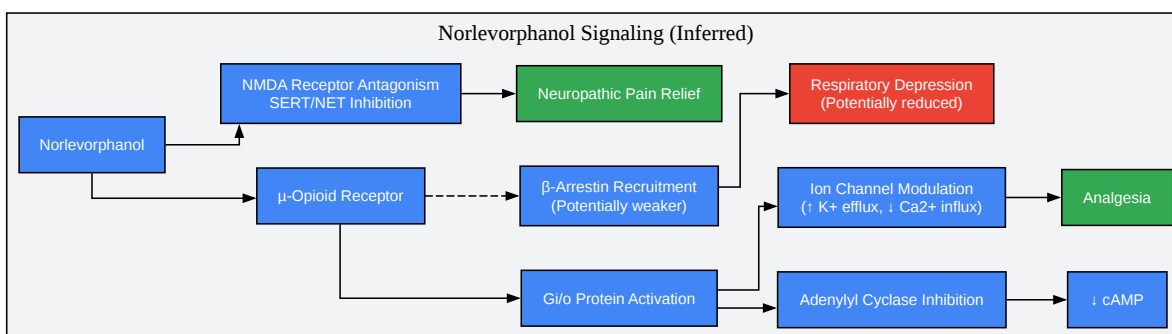 Norlevorphanol Signaling (Inferred)
NMDA Receptor Antagonism
SERT/NET Inhibition
Neuropathic Pain Relief
Respiratory Depression
(Potentially reduced)
Norlevorphanol
μ-Opioid Receptor
β-Arrestin Recruitment
(Potentially weaker)
Ion Channel Modulation
(↑ K+ efflux, ↓ Ca2+ influx)
Analgesia
Gi/o Protein Activation
Adenylyl Cyclase Inhibition
↓ cAMP